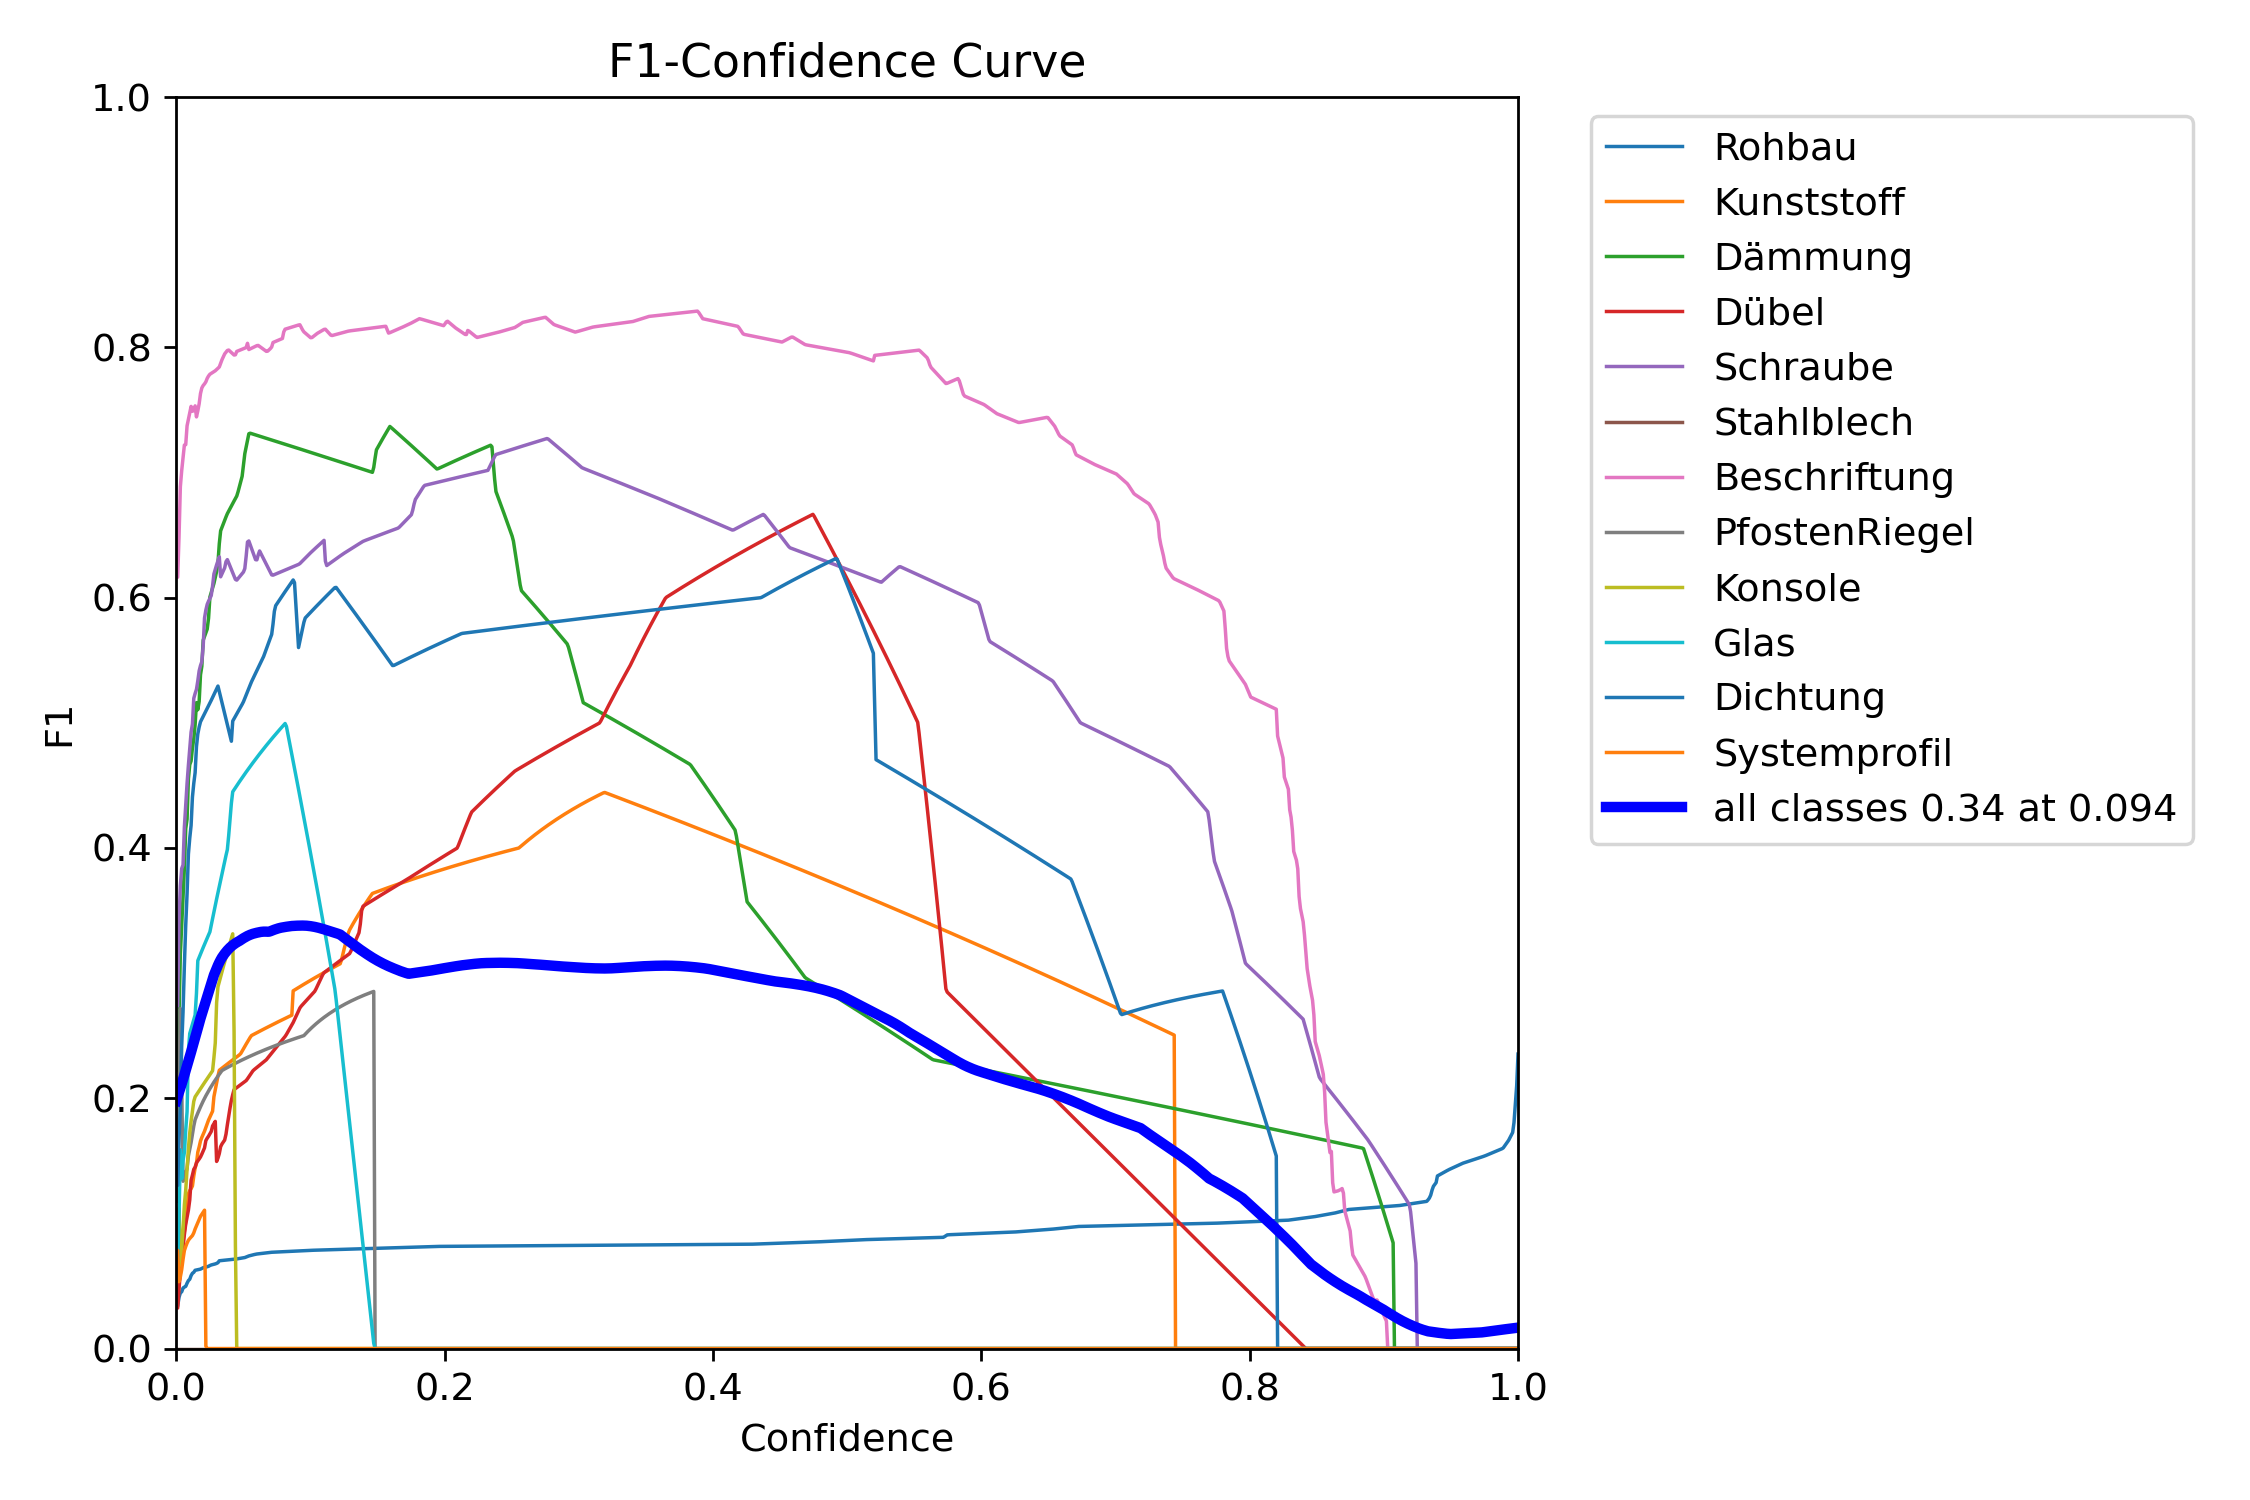 F1-Confidence Curve
1.0
0.8
0.6
0.4
0.2
0.0
F1
0.0 0.2 0.4 0.6 0.8 1.0
Confidence
Rohbau
Kunststoff
Dämmung
Dübel
Schraube
Stahlblech
Beschriftung
PfostenRiegel
Konsole
Glas
Dichtung
Systemprofil
all classes 0.34 at 0.094